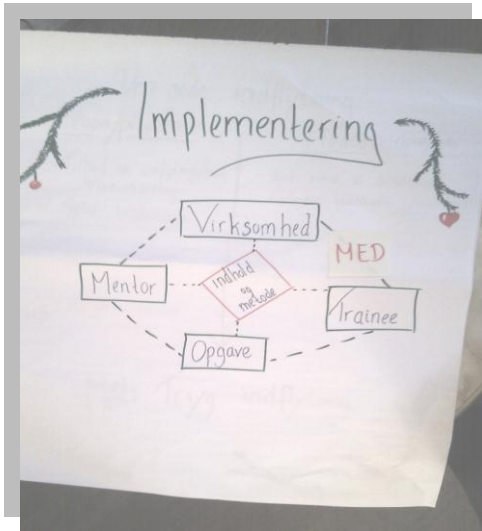 Implementering
Virksomhed
MED
Mentor
indhold
og
metode
Trainee
Opgave